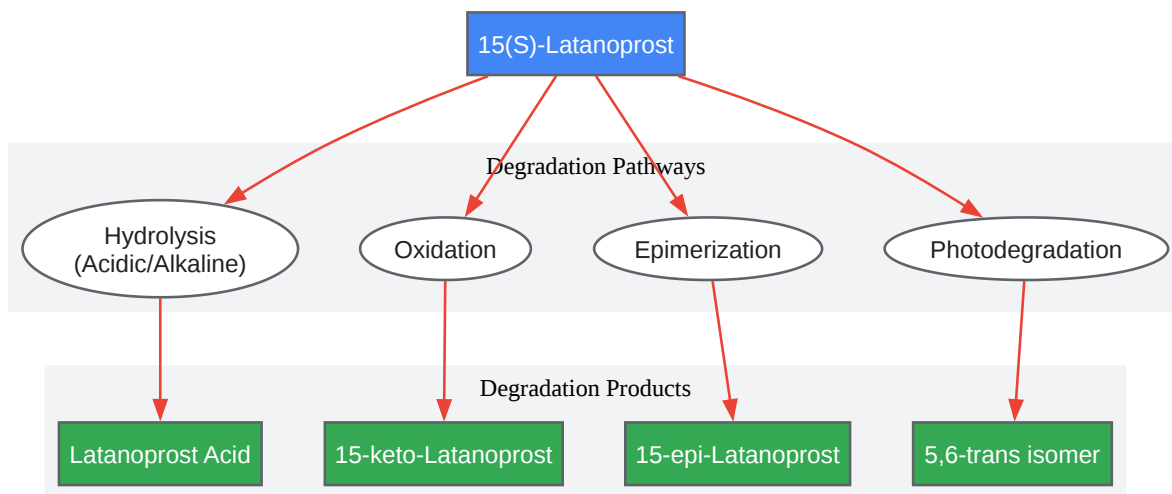 15(S)-Latanoprost
Degradation Pathways
Hydrolysis
(Acidic/Alkaline)
Oxidation
Epimerization
Photodegradation
Degradation Products
Latanoprost Acid
15-keto-Latanoprost
15-epi-Latanoprost
5,6-trans isomer